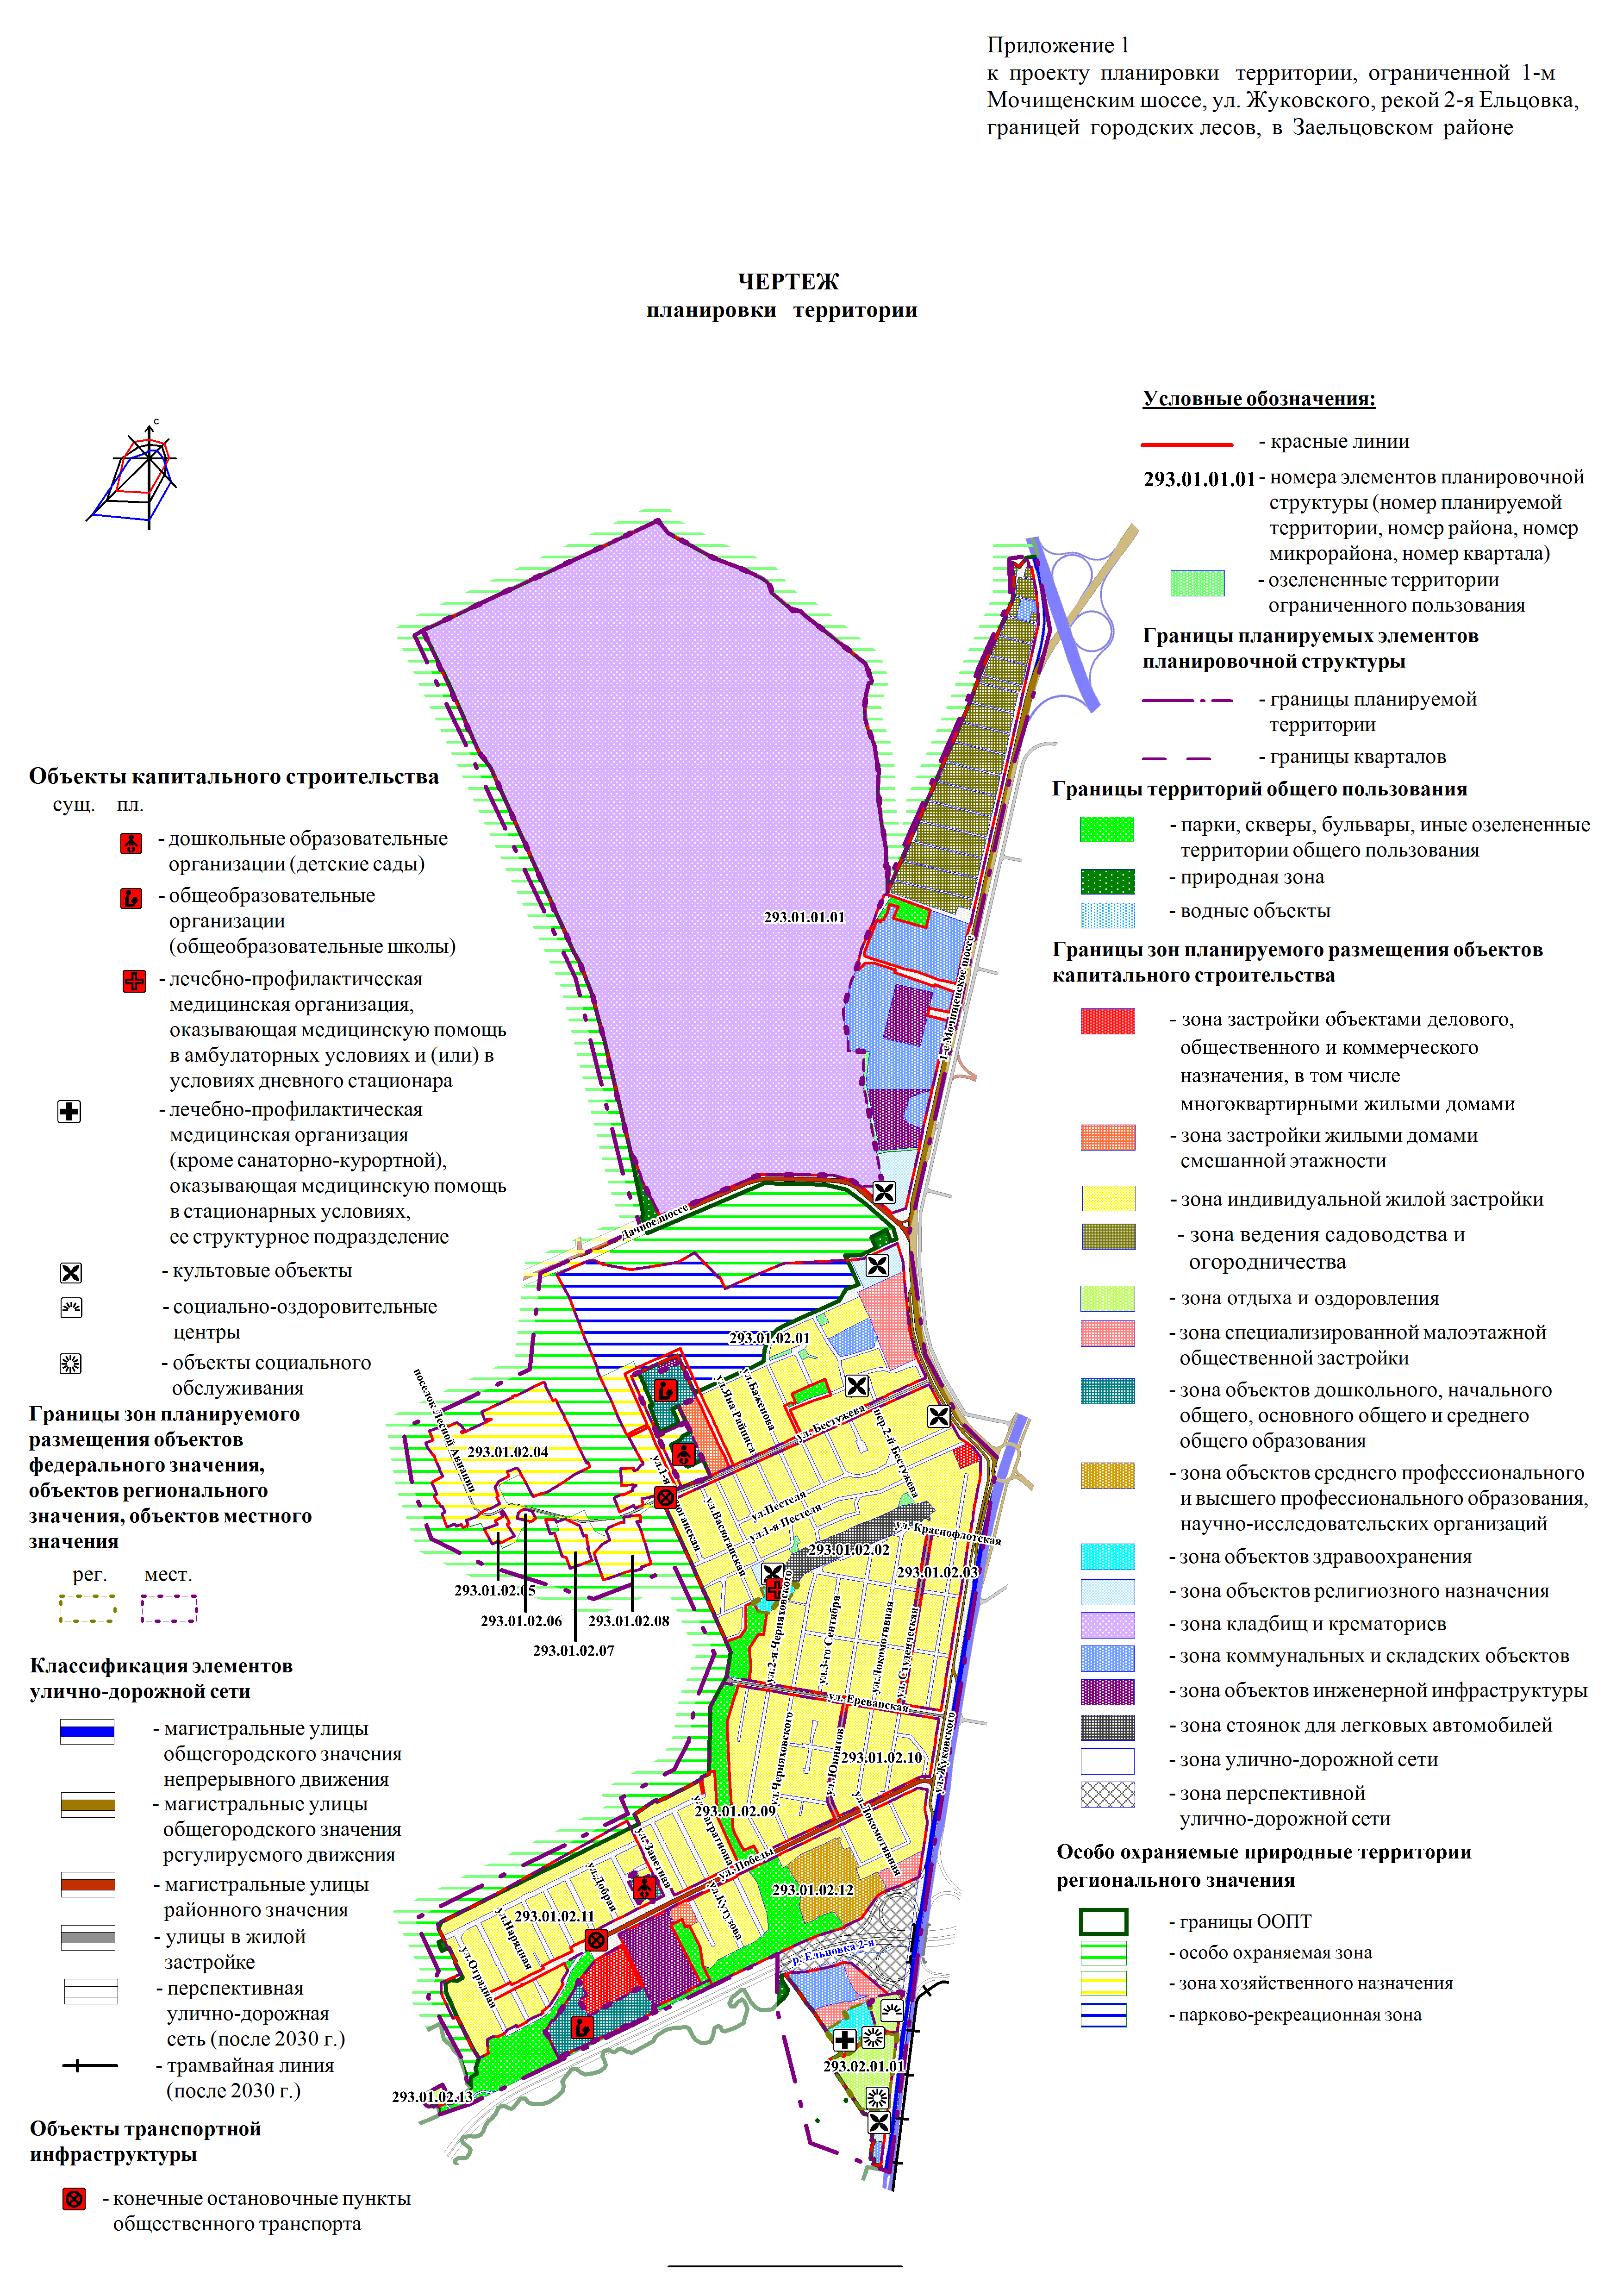 Приложение 1
к проекту планировки территории, ограниченной 1-м
Мочищенским шоссе, ул. Жуковского, рекой 2-я Ельцовка,
границей городских лесов, в Заельцовском районе
ЧЕРТЕЖ
планировки территории
с
Условные обозначения:
- красные линии
293.01.01.01 - номера элементов планировочной
структуры (номер планируемой
территории, номер района, номер
микрорайона, номер квартала)
- озелененные территории
ограниченного пользования
Границы планируемых элементов
планировочной структуры
- границы планируемой
территории
- границы кварталов
Границы территорий общего пользования
- парки, скверы, бульвары, иные озелененные
территории общего пользования
- природная зона
- водные объекты
Границы зон планируемого размещения объектов
капитального строительства
- зона застройки объектами делового,
общественного и коммерческого
назначения, в том числе
многоквартирными жилыми домами
- зона застройки жилыми домами
смешанной этажности
- зона индивидуальной жилой застройки
- зона ведения садоводства и
огородничества
- зона отдыха и оздоровления
- зона специализированной малоэтажной
общественной застройки
- зона объектов дошкольного, начального
общего, основного общего и среднего
общего образования
- зона объектов среднего профессионального
и высшего профессионального образования,
научно-исследовательских организаций
- зона объектов здравоохранения
- зона объектов религиозного назначения
- зона кладбищ и крематориев
- зона коммунальных и складских объектов
- зона объектов инженерной инфраструктуры
- зона стоянок для легковых автомобилей
- зона улично-дорожной сети
- зона перспективной
улично-дорожной сети
Особо охраняемые природные территории
регионального значения
- границы ООПТ
- особо охраняемая зона
- зона хозяйственного назначения
- парково-рекреационная зона
Объекты капитального строительства
сущ. пл.
- дошкольные образовательные
организации (детские сады)
- общеобразовательные
организации
(общеобразовательные школы)
- лечебно-профилактическая
медицинская организация,
оказывающая медицинскую помощь
в амбулаторных условиях и (или) в
условиях дневного стационара
- лечебно-профилактическая
медицинская организация
(кроме санаторно-курортной),
оказывающая медицинскую помощь
в стационарных условиях,
ее структурное подразделение
- культовые объекты
- социально-оздоровительные
центры
- объекты социального
обслуживания
Границы зон планируемого
размещения объектов
федерального значения,
объектов регионального
значения, объектов местного
значения
рег. мест.
Классификация элементов
улично-дорожной сети
- магистральные улицы
общегородского значения
непрерывного движения
- магистральные улицы
общегородского значения
регулируемого движения
- магистральные улицы
районного значения
- улицы в жилой
застройке
- перспективная
улично-дорожная
сеть (после 2030 г.)
- трамвайная линия
(после 2030 г.)
Объекты транспортной
инфраструктуры
- конечные остановочные пункты
общественного транспорта
293.01.01.01
1-е Мочищенское шоссе
Дачное шоссе
293.01.02.01
поселок Лесной Авиации
293.01.02.04
ул.Яна Райниса
ул.Баженова
ул. Бестужева
пер.2-й Бестужева
ул.1-я
ул.Васюганская
ул.Пестеля
ул.1-я Пестеля
ул. Краснофлотская
293.01.02.02
293.01.02.03
293.01.02.05
293.01.02.06
293.01.02.08
293.01.02.07
ул.2-я Черняховского
ул.3-го Сентября
ул.Локомотивная
ул.Студенческая
ул. Ереванская
ул.Черняховского
ул.Юннатов
293.01.02.10
ул.Жуковского
293.01.02.09
ул.Локомотивная
ул.Заветная
ул. Победы
ул.Добрая
293.01.02.12
293.01.02.11
ул.Кутузова
ул.Нарядная
ул.Отрадная
р. Ельцовка 2-я
293.02.01.01
293.01.02.13